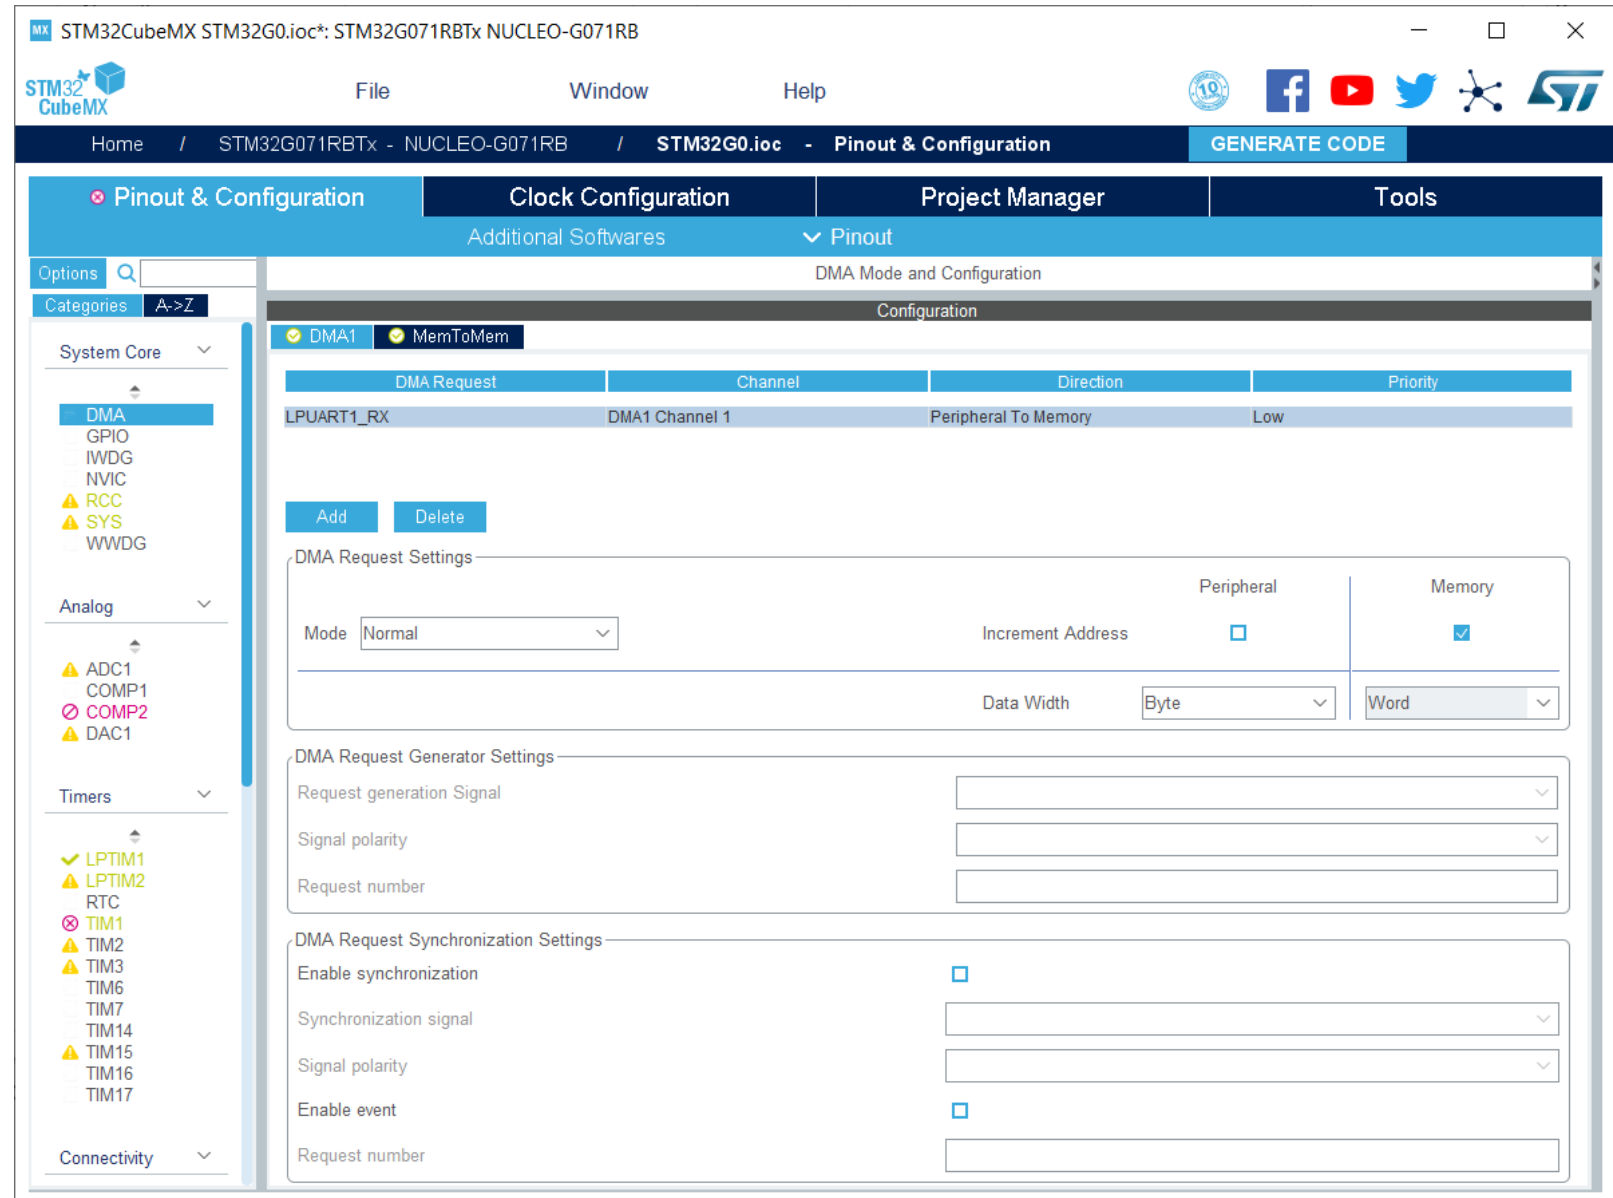 MX STM32CubeMX STM32G0.ioc*: STM32G071RBTx NUCLEO-G071RB
STM32
CubeMX
File Window Help
10
f
ST
Home / STM32G071RBTx - NUCLEO-G071RB / STM32G0.ioc - Pinout & Configuration GENERATE CODE
Pinout & Configuration Clock Configuration Project Manager Tools
Additional Softwares Pinout
Options
DMA Mode and Configuration
Categories A->Z
Configuration
DMA1 MemToMem
System Core
DMA
GPIO
IWDG
NVIC
RCC
SYS
WWDG
Analog
ADC1
COMP1
COMP2
DAC1
Timers
LPTIM1
LPTIM2
RTC
TIM1
TIM2
TIM3
TIM6
TIM7
TIM14
TIM15
TIM16
TIM17
Connectivity
DMA Request Channel Direction Priority
LPUART1_RX DMA1 Channel 1 Peripheral To Memory Low
Add Delete
DMA Request Settings
Peripheral Memory
Mode Normal Increment Address
Data Width Byte Word
DMA Request Generator Settings
Request generation Signal
Signal polarity
Request number
DMA Request Synchronization Settings
Enable synchronization
Synchronization signal
Signal polarity
Enable event
Request number